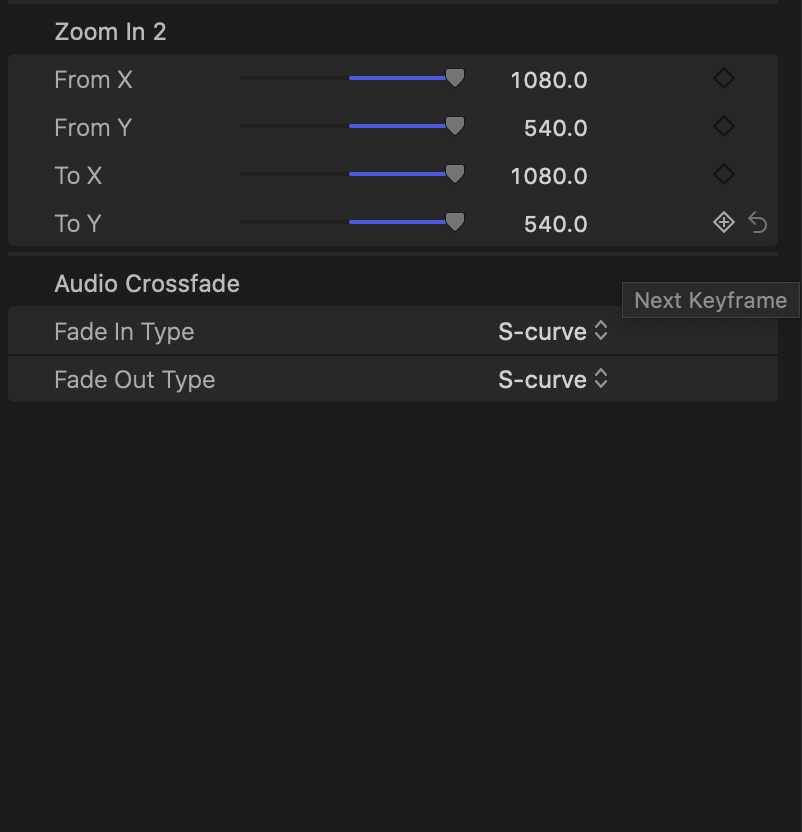 Zoom In 2
From X 1080.0
From Y 540.0
To X 1080.0
To Y 540.0
Audio Crossfade
Next Keyframe
Fade In Type S-curve
Fade Out Type S-curve